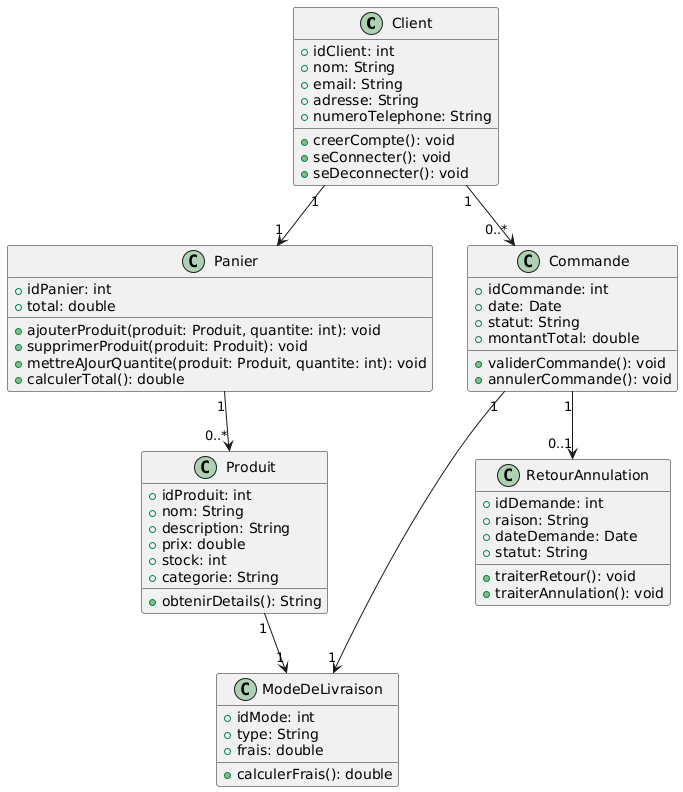 C Client
idClient: int
nom: String
email: String
adresse: String
numeroTelephone: String
creerCompte(): void
seConnecter(): void
seDeconnecter(): void
1
1
1
0..*
C Panier
idPanier: int
total: double
ajouterProduit(produit: Produit, quantite: int): void
supprimerProduit(produit: Produit): void
mettreAJourQuantite(produit: Produit, quantite: int): void
calculerTotal(): double
C Commande
idCommande: int
date: Date
statut: String
montantTotal: double
validerCommande(): void
annulerCommande(): void
1
0..*
1
1
1
0..1
C Produit
idProduit: int
nom: String
description: String
prix: double
stock: int
categorie: String
obtenirDetails(): String
C RetourAnnulation
idDemande: int
raison: String
dateDemande: Date
statut: String
traiterRetour(): void
traiterAnnulation(): void
1
1
C ModeDeLivraison
idMode: int
type: String
frais: double
calculerFrais(): double